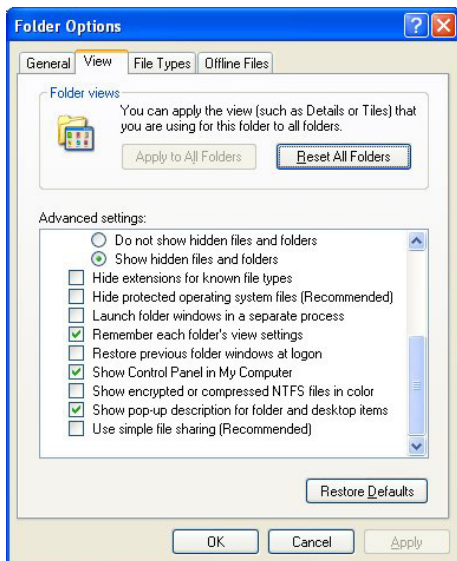 Folder Options
General View File Types Offline Files
Folder views
You can apply the view (such as Details or Tiles) that
you are using for this folder to all folders.
Apply to All Folders Reset All Folders
Advanced settings:
Do not show hidden files and folders
Show hidden files and folders
Hide extensions for known file types
Hide protected operating system files (Recommended)
Launch folder windows in a separate process
Remember each folder's view settings
Restore previous folder windows at logon
Show Control Panel in My Computer
Show encrypted or compressed NTFS files in color
Show pop-up description for folder and desktop items
Use simple file sharing (Recommended)
Restore Defaults
OK Cancel Apply